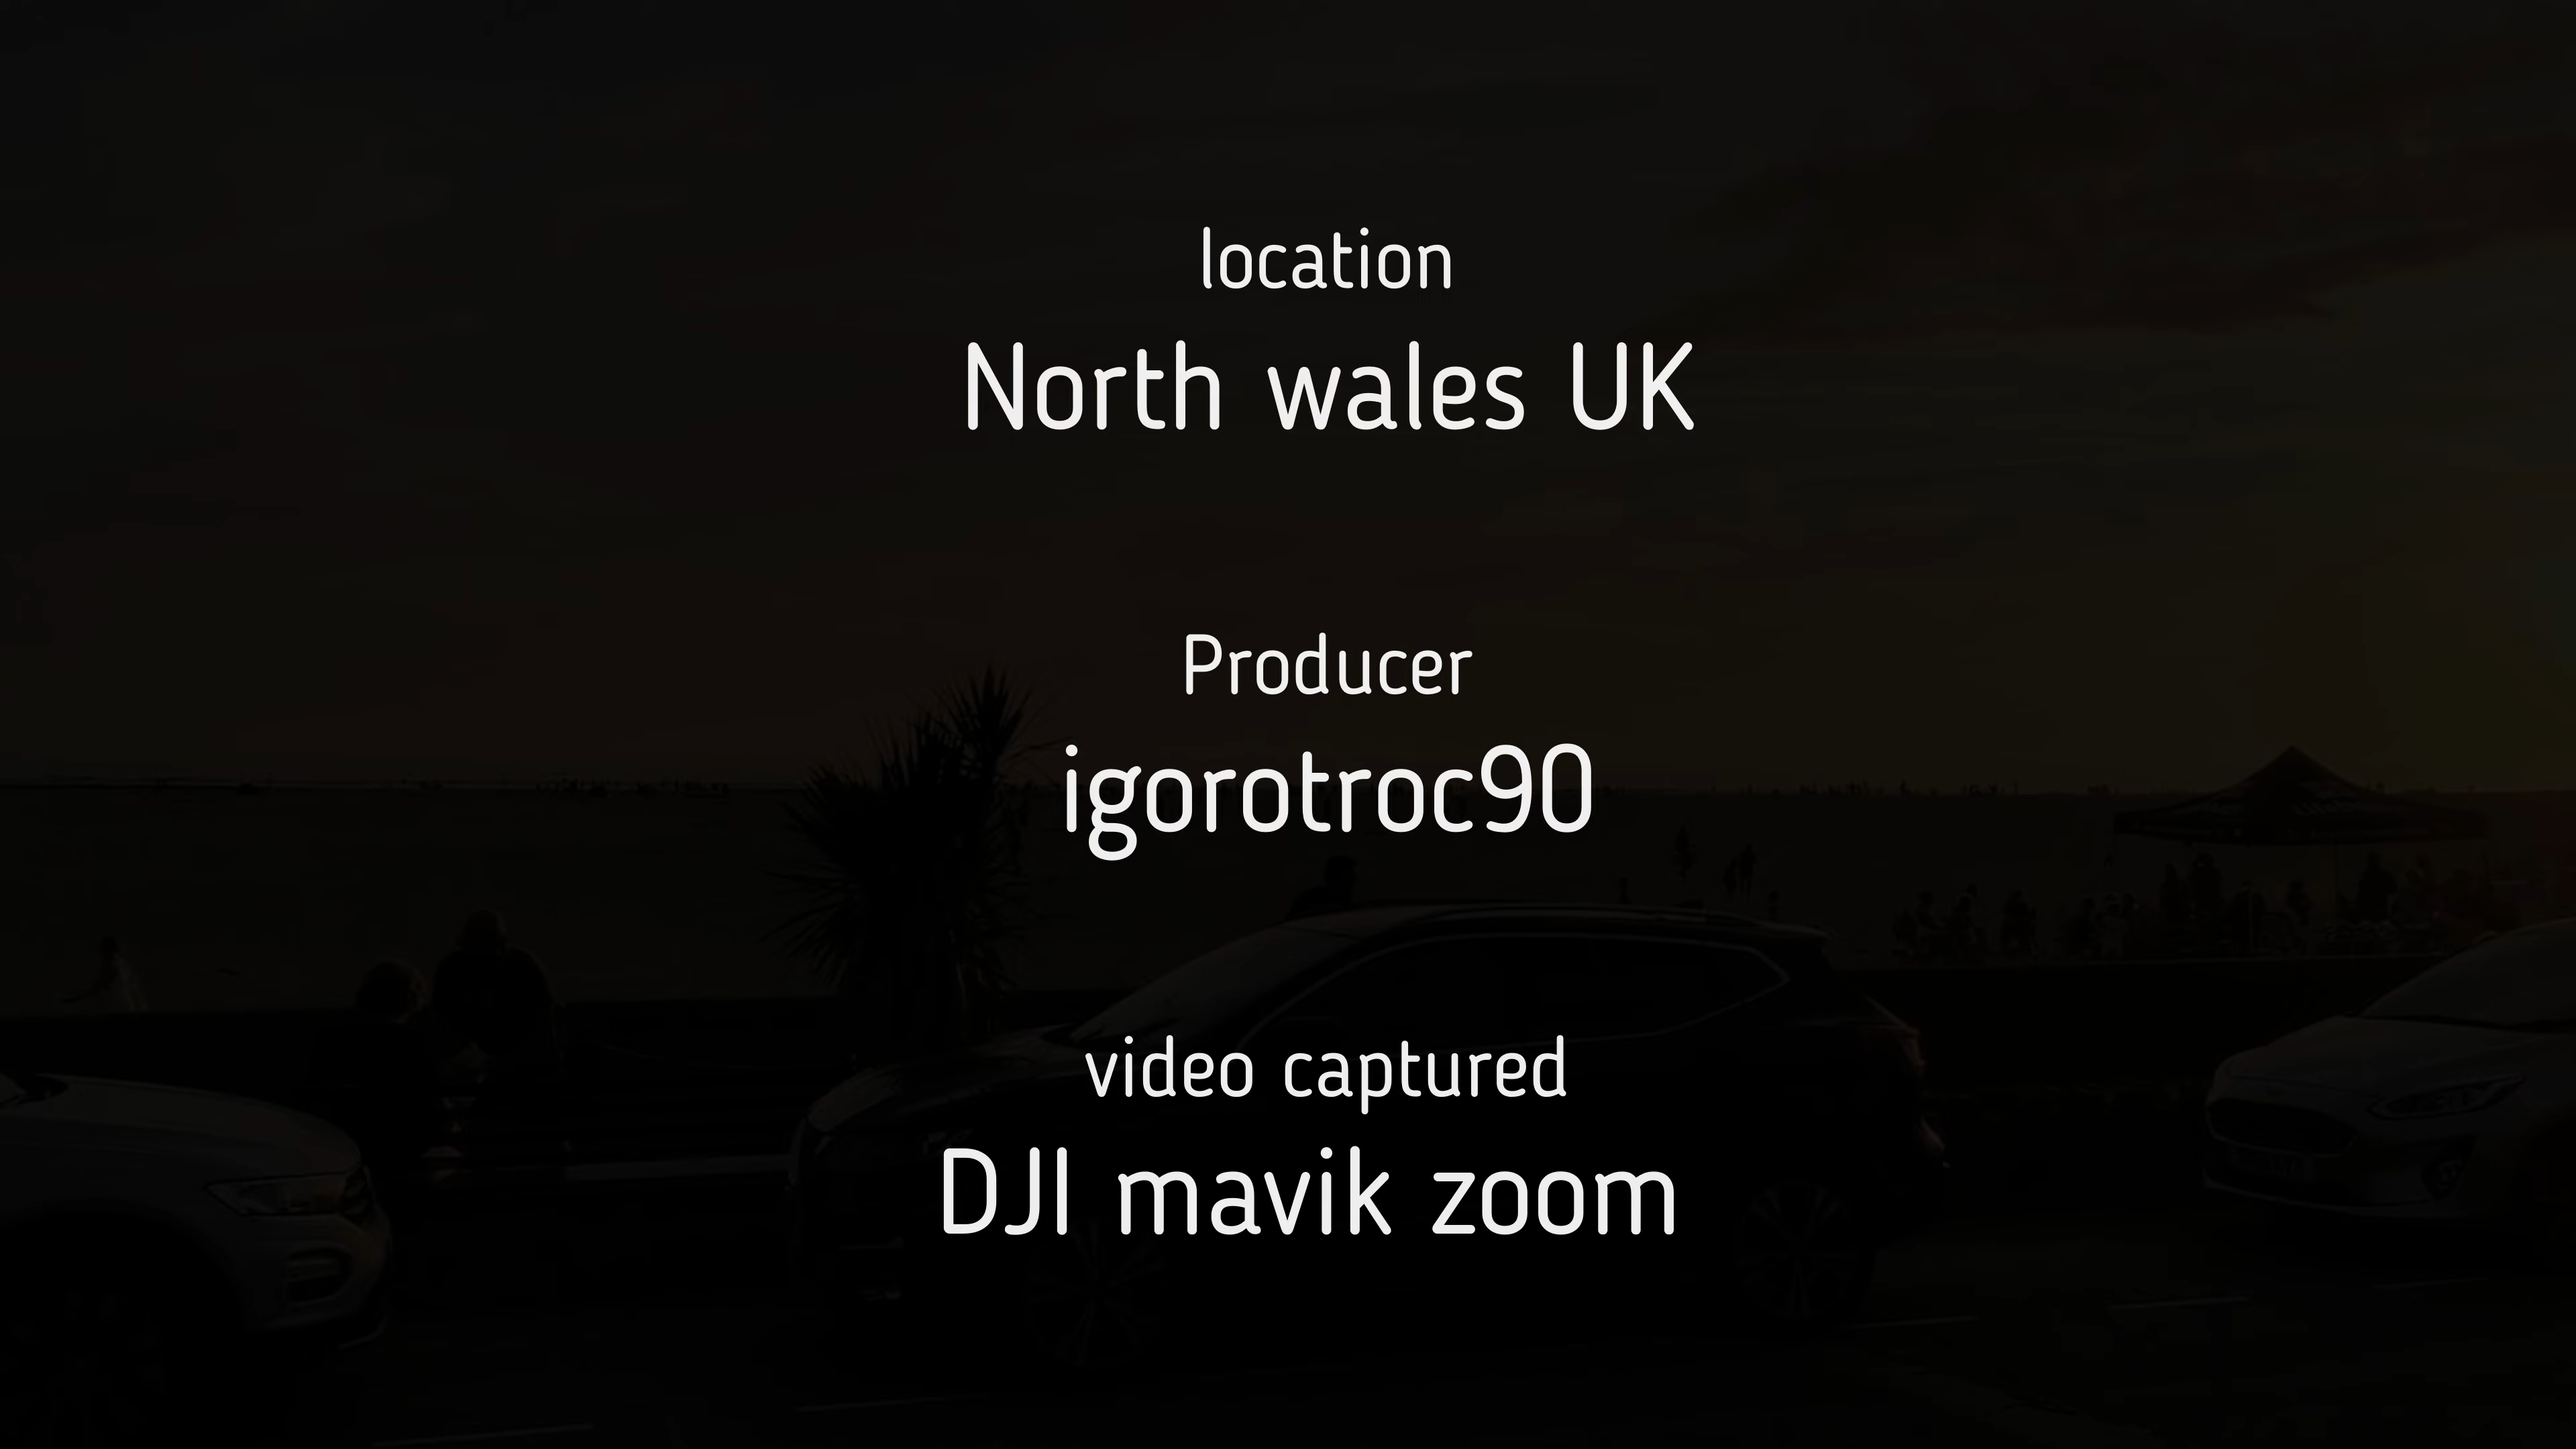 location
North wales UK
Producer
igorotroc90
video captured
DJI mavik zoom